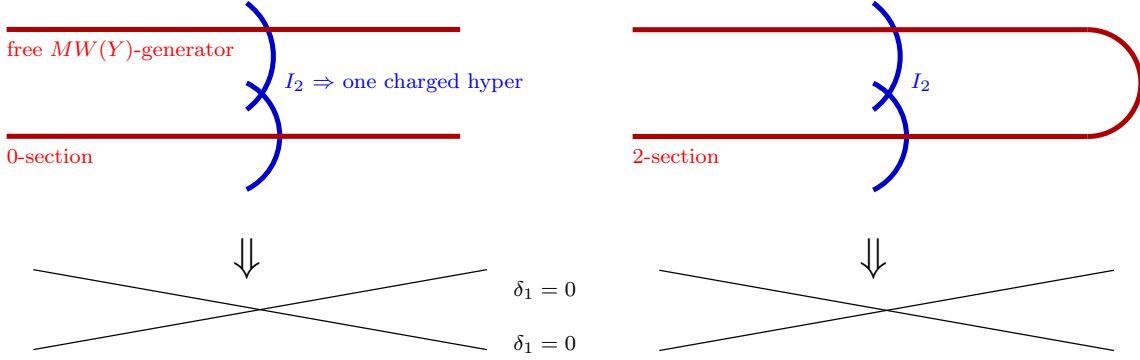 free MW(Y)-generator
I₂ ⇒ one charged hyper
I₂
0-section
2-section
δ₁ = 0
δ₁ = 0